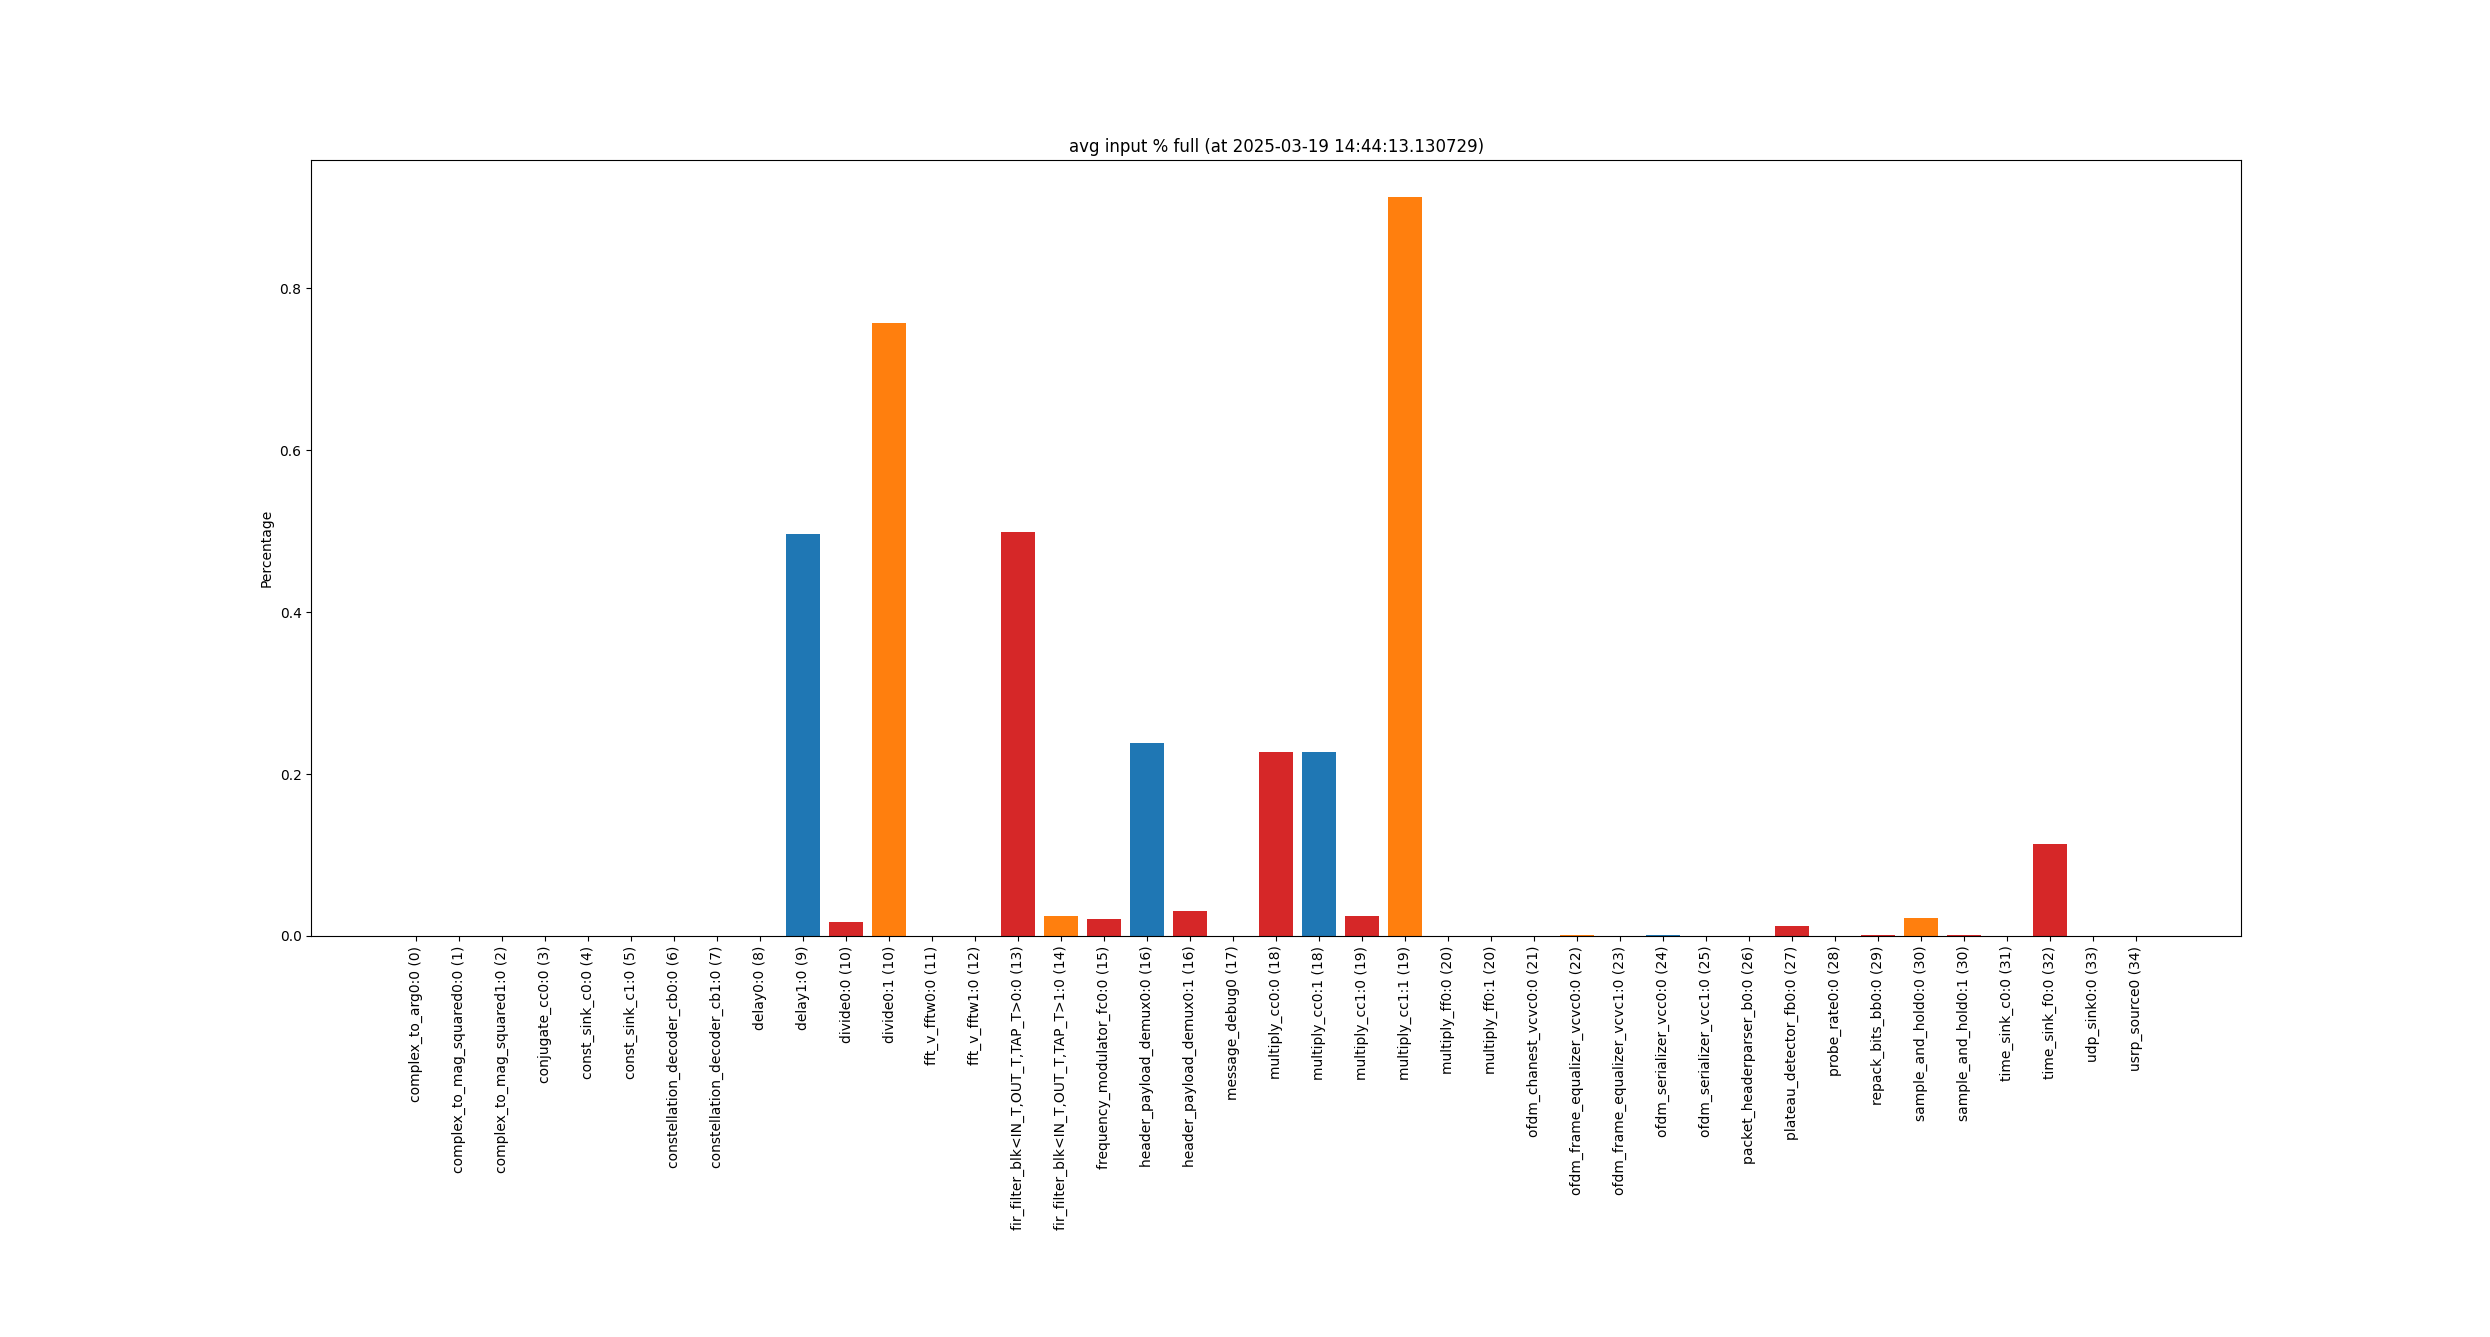 avg input % full (at 2025-03-19 14:44:13.130729)
Percentage
0.8
0.6
0.4
0.2
0.0
complex_to_arg0:0 (0)
complex_to_mag_squared0:0 (1)
complex_to_mag_squared1:0 (2)
conjugate_cc0:0 (3)
const_sink_c0:0 (4)
const_sink_c1:0 (5)
constellation_decoder_cb0:0 (6)
constellation_decoder_cb1:0 (7)
delay0:0 (8)
delay1:0 (9)
divide0:0 (10)
divide0:1 (10)
fft_v_fftw0:0 (11)
fft_v_fftw1:0 (12)
fir_filter_blk<IN_T,OUT_T,TAP_T>0:0 (13)
fir_filter_blk<IN_T,OUT_T,TAP_T>1:0 (14)
frequency_modulator_fc0:0 (15)
header_payload_demux0:0 (16)
header_payload_demux0:1 (16)
message_debug0 (17)
multiply_cc0:0 (18)
multiply_cc0:1 (18)
multiply_cc1:0 (19)
multiply_cc1:1 (19)
multiply_ff0:0 (20)
multiply_ff0:1 (20)
ofdm_chanest_vcvc0:0 (21)
ofdm_frame_equalizer_vcvc0:0 (22)
ofdm_frame_equalizer_vcvc1:0 (23)
ofdm_serializer_vcc0:0 (24)
ofdm_serializer_vcc1:0 (25)
packet_headerparser_b0:0 (26)
plateau_detector_fb0:0 (27)
probe_rate0:0 (28)
repack_bits_bb0:0 (29)
sample_and_hold0:0 (30)
sample_and_hold0:1 (30)
time_sink_c0:0 (31)
time_sink_f0:0 (32)
udp_sink0:0 (33)
usrp_source0 (34)